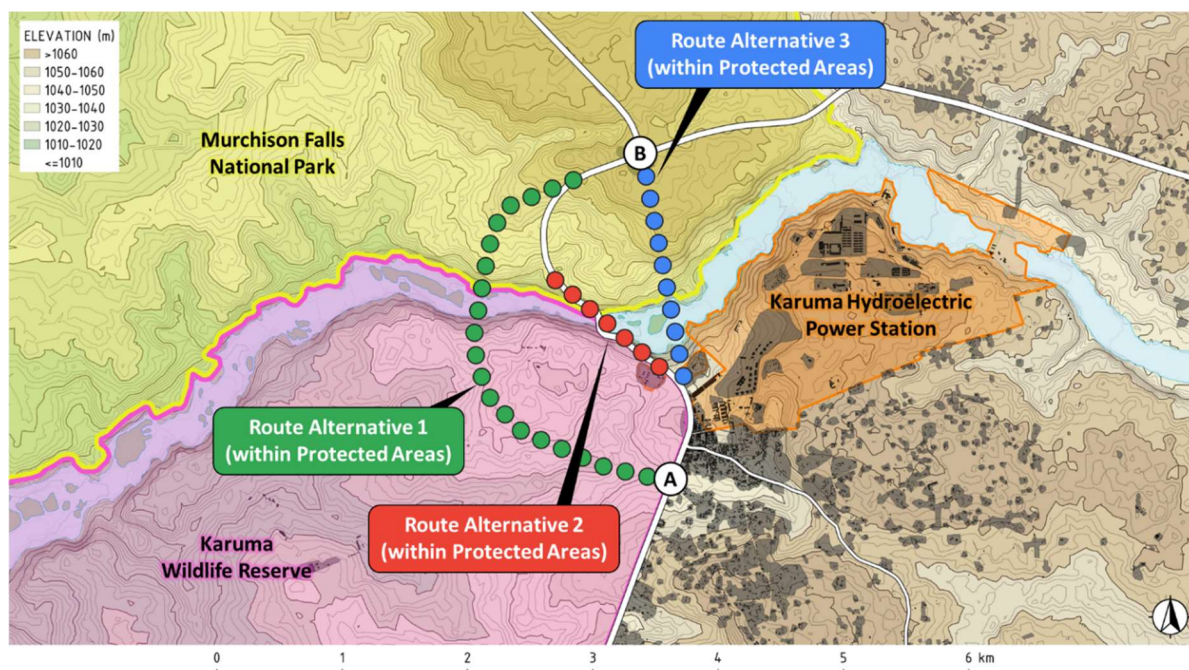 ELEVATION (m)
>1060
1050-1060
1040-1050
1030-1040
1020-1030
1010-1020
<=1010
Route Alternative 3
(within Protected Areas)
Murchison Falls
National Park
B
Karuma Hydroelectric
Power Station
Route Alternative 1
(within Protected Areas)
A
Route Alternative 2
(within Protected Areas)
Karuma
Wildlife Reserve
0 1 2 3 4 5 6 km